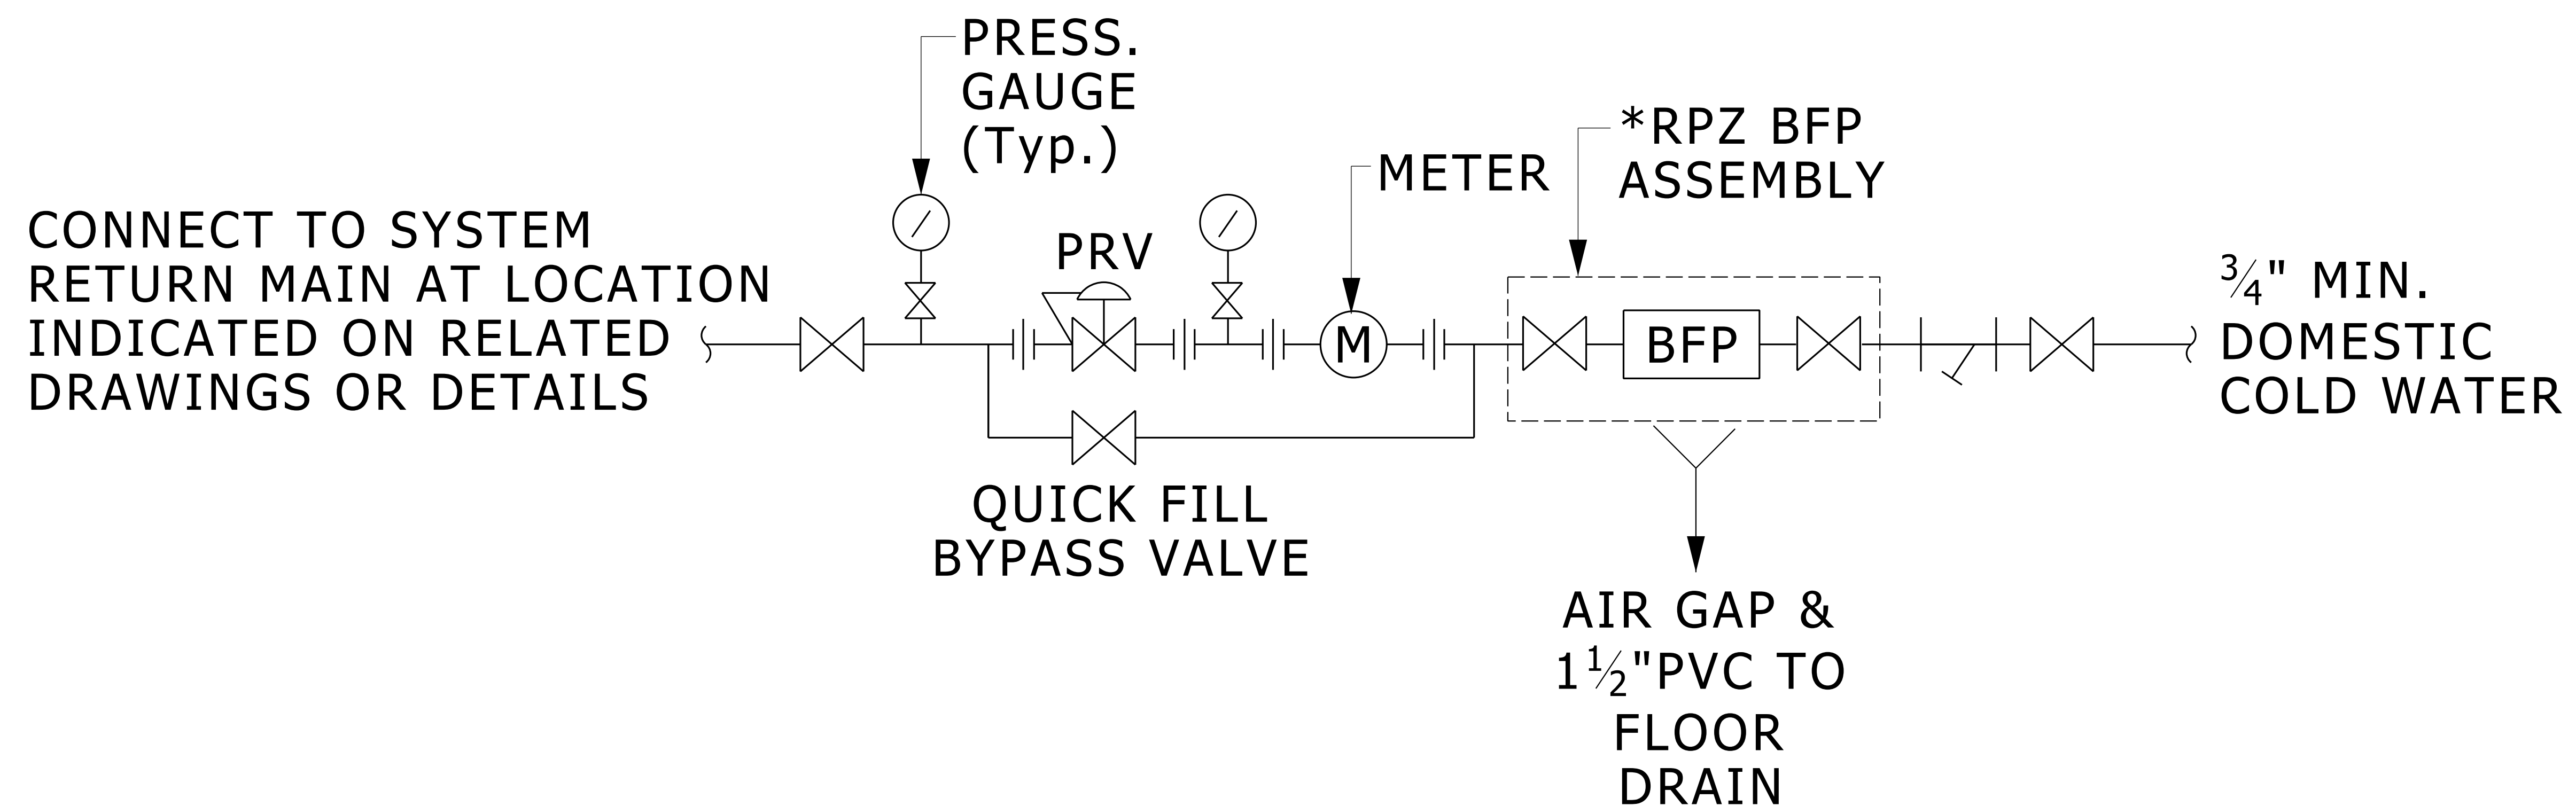 PRESS.
GAUGE
(Typ.)
*RPZ BFP
ASSEMBLY
METER
CONNECT TO SYSTEM
RETURN MAIN AT LOCATION
INDICATED ON RELATED
DRAWINGS OR DETAILS
PRV
M
BFP
3/4" MIN.
DOMESTIC
COLD WATER
QUICK FILL
BYPASS VALVE
AIR GAP &
1 1/2"PVC TO
FLOOR
DRAIN